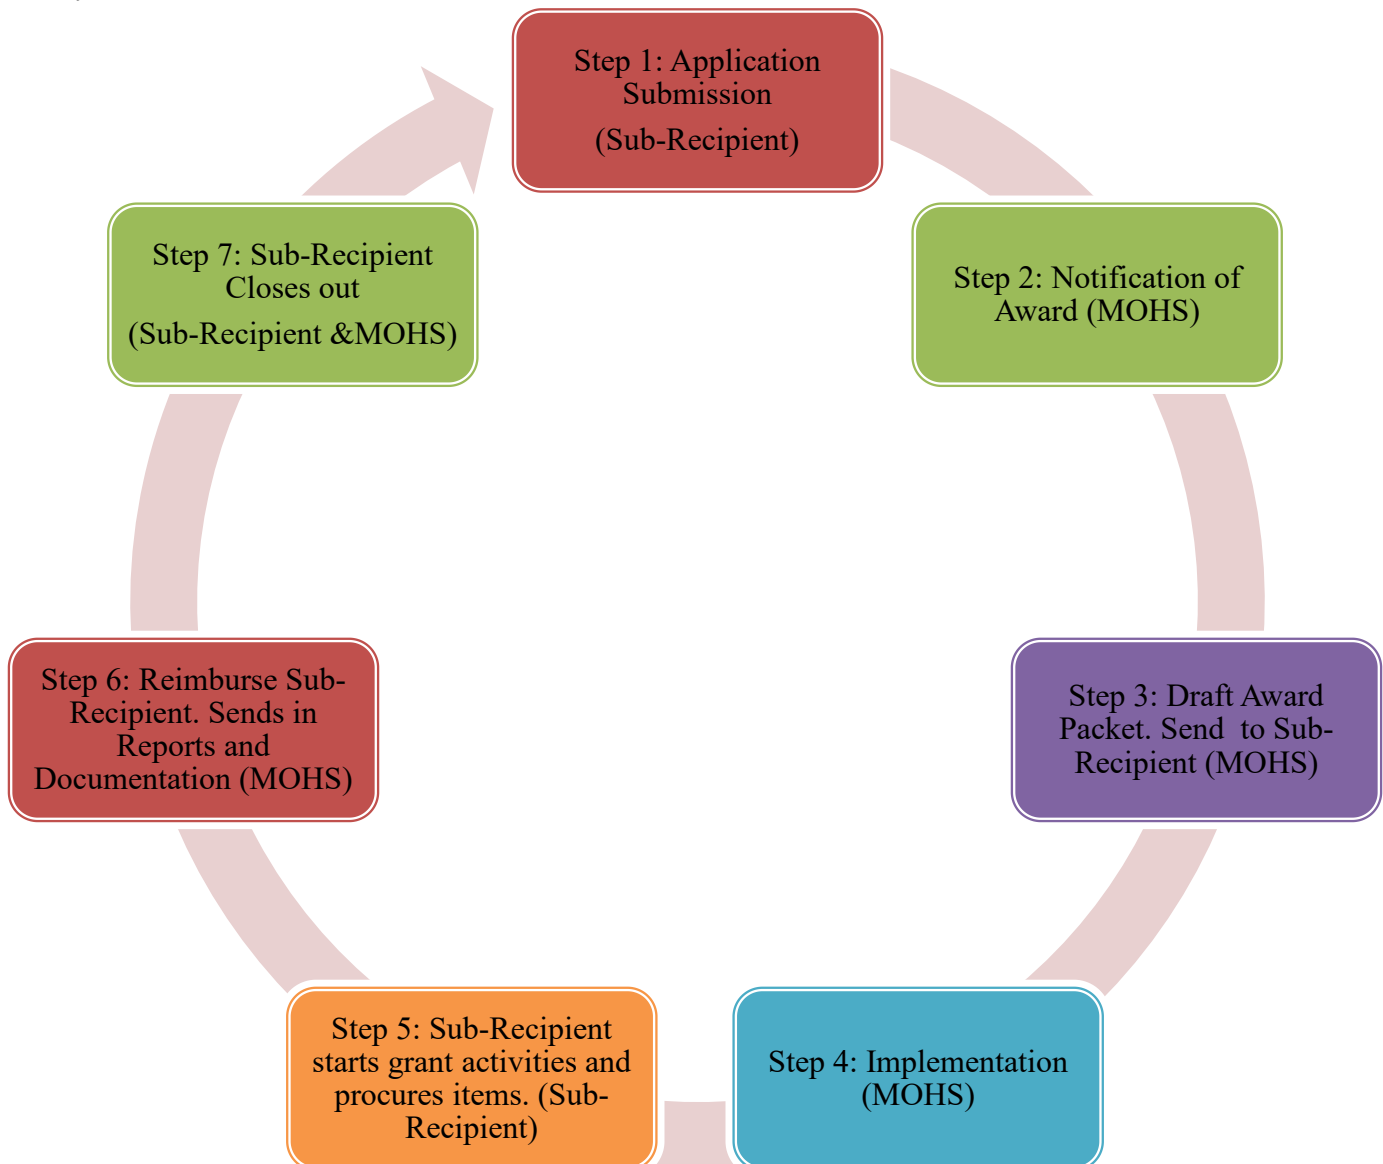 Step 1: Application
Submission
(Sub-Recipient)
Step 2: Notification of
Award (MOHS)
Step 3: Draft Award
Packet. Send  to Sub-
Recipient (MOHS)
Step 4: Implementation
(MOHS)
Step 5: Sub-Recipient
starts grant activities and
procures items. (Sub-
Recipient)
Step 6: Reimburse Sub-
Recipient. Sends in
Reports and
Documentation (MOHS)
Step 7: Sub-Recipient
Closes out
(Sub-Recipient &MOHS)